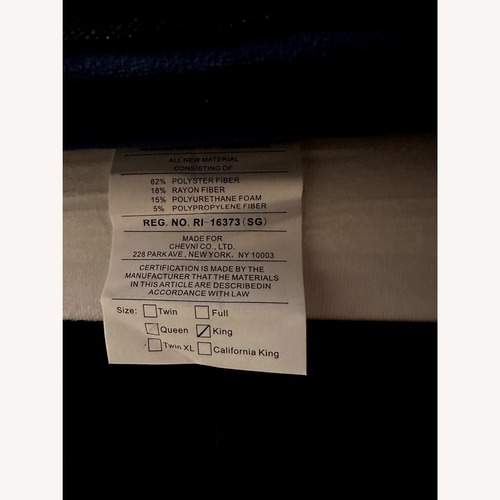 ALL NEW MATERIAL
CONSISTING OF
62% POLYSTER FIBER
18% RAYON FIBER
15% POLYURETHANE FOAM
5% POLYPROPYLENE FIBER
REG. NO. RI-16373 (SG)
MADE FOR
CHEVNI CO., LTD.
228 PARK AVE, NEW YORK, NY 10003
CERTIFICATION IS MADE BY THE
MANUFACTURER THAT THE MATERIALS
IN THIS ARTICLE ARE DESCRIBEDIN
ACCORDANCE WITH LAW
Size: Twin Full
Queen King
Twin XL California King